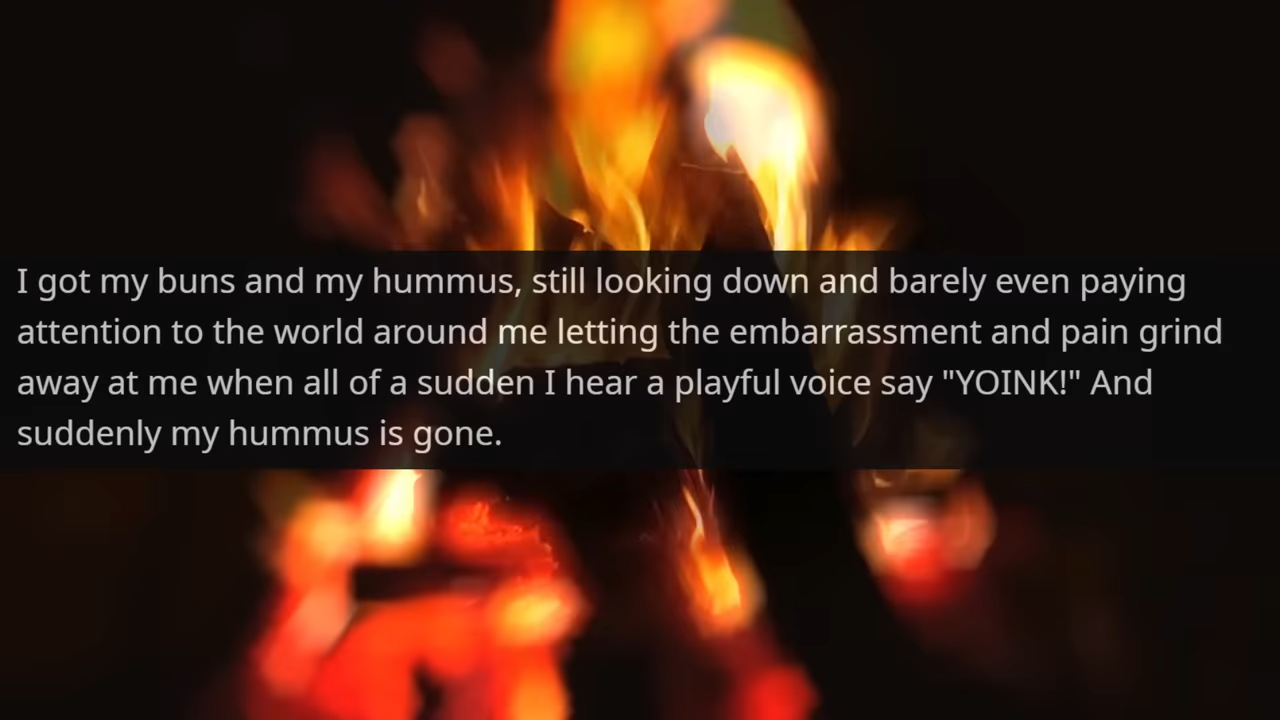 I got my buns and my hummus, still looking down and barely even paying
attention to the world around me letting the embarrassment and pain grind
away at me when all of a sudden I hear a playful voice say "YOINK!" And
suddenly my hummus is gone.